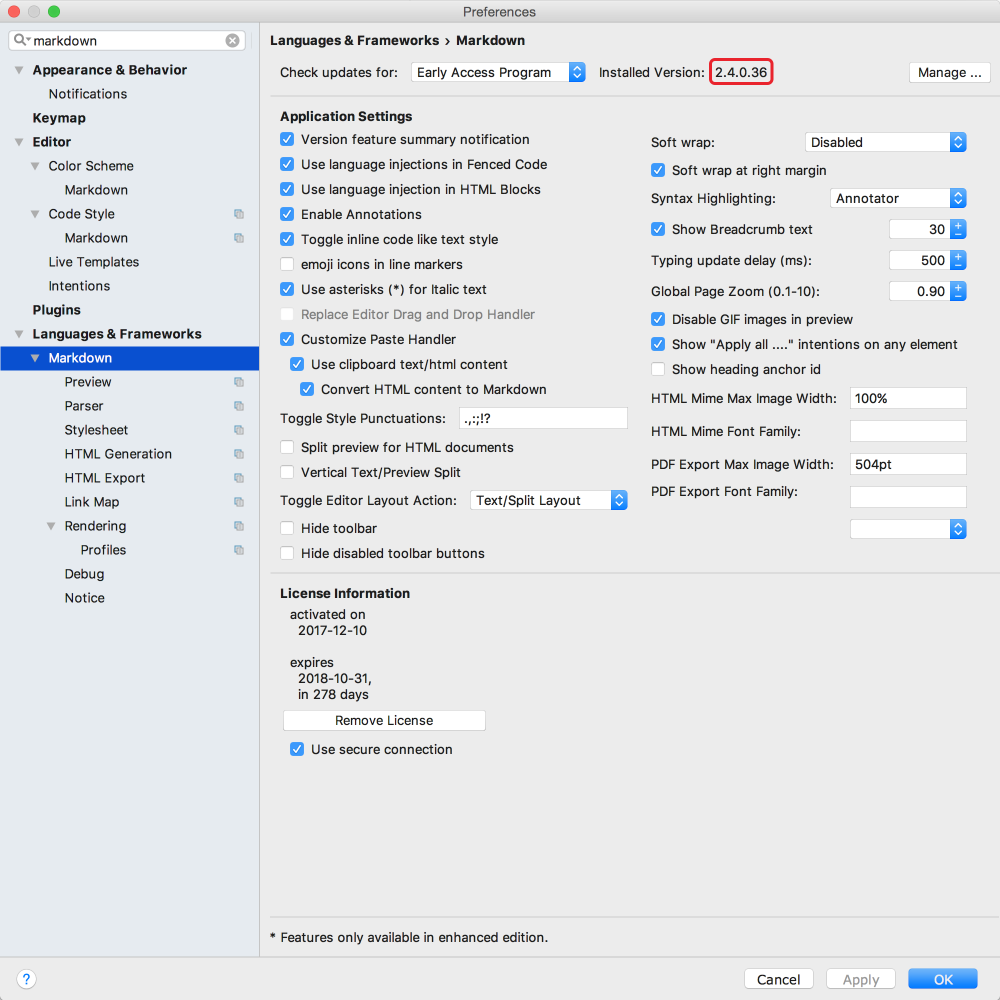 Preferences
markdown
Appearance & Behavior
Notifications
Keymap
Editor
Color Scheme
Markdown
Code Style
Markdown
Live Templates
Intentions
Plugins
Languages & Frameworks
Markdown
Preview
Parser
Stylesheet
HTML Generation
HTML Export
Link Map
Rendering
Profiles
Debug
Notice
Languages & Frameworks › Markdown
Check updates for: Early Access Program Installed Version: 2.4.0.36 Manage ...
Application Settings
Version feature summary notification
Use language injections in Fenced Code
Use language injection in HTML Blocks
Enable Annotations
Toggle inline code like text style
emoji icons in line markers
Use asterisks (*) for Italic text
Replace Editor Drag and Drop Handler
Customize Paste Handler
Use clipboard text/html content
Convert HTML content to Markdown
Toggle Style Punctuations: .,:;!?
Split preview for HTML documents
Vertical Text/Preview Split
Toggle Editor Layout Action: Text/Split Layout
Hide toolbar
Hide disabled toolbar buttons
Soft wrap: Disabled
Soft wrap at right margin
Syntax Highlighting: Annotator
Show Breadcrumb text 30
Typing update delay (ms): 500
Global Page Zoom (0.1-10): 0.90
Disable GIF images in preview
Show "Apply all ...." intentions on any element
Show heading anchor id
HTML Mime Max Image Width: 100%
HTML Mime Font Family:
PDF Export Max Image Width: 504pt
PDF Export Font Family:
License Information
activated on
2017-12-10
expires
2018-10-31,
in 278 days
Remove License
Use secure connection
* Features only available in enhanced edition.
? Cancel Apply OK